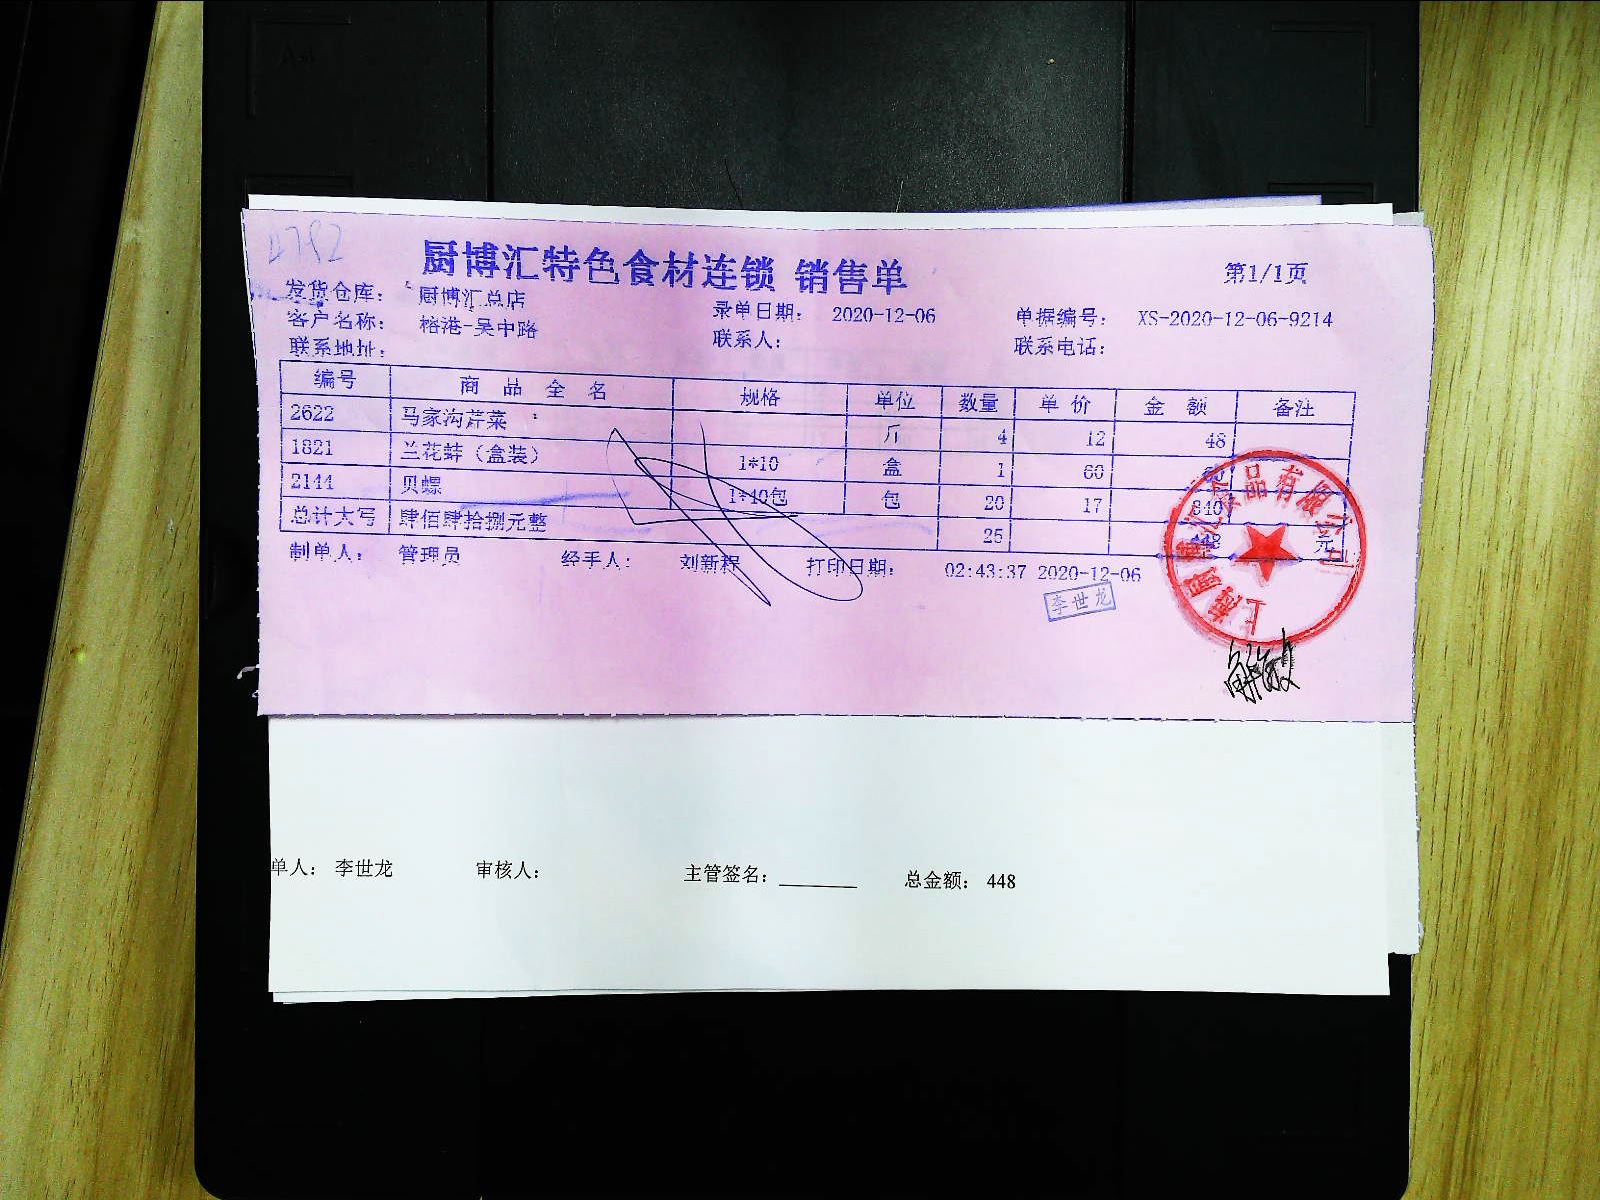 厨博汇特色食材连锁 销售单
第1/1页
发货仓库: 厨博汇总店
录单日期: 2020-12-06
单据编号: XS-2020-12-06-9214
客户名称: 榕港-吴中路
联系人:
联系电话:
联系地址:
编号 商品全名 规格 单位 数量 单价 金额 备注
2622 马家沟芹菜 斤 4 12 48
1821 兰花蚌（盒装） 1*10 盒 1 60
2144 贝螺 1*40包 包 20 17 340
总计大写 肆佰肆拾捌元整 25 元
制单人: 管理员 经手人: 刘新程 打印日期: 02:43:37 2020-12-06
李世龙
单人: 李世龙 审核人: 主管签名: 总金额: 448